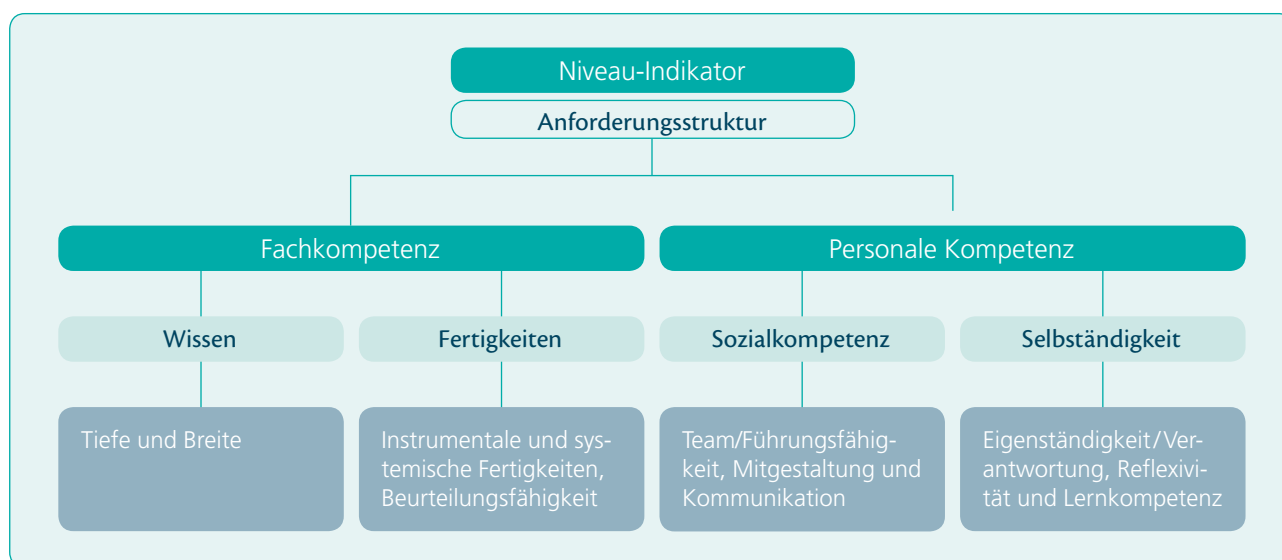 Niveau-Indikator
Anforderungsstruktur
Fachkompetenz
Personale Kompetenz
Wissen
Fertigkeiten
Sozialkompetenz
Selbständigkeit
Tiefe und Breite
Instrumentale und sys-
temische Fertigkeiten,
Beurteilungsfähigkeit
Team/Führungsfähig-
keit, Mitgestaltung und
Kommunikation
Eigenständigkeit/Ver-
antwortung, Reflexivi-
tät und Lernkompetenz